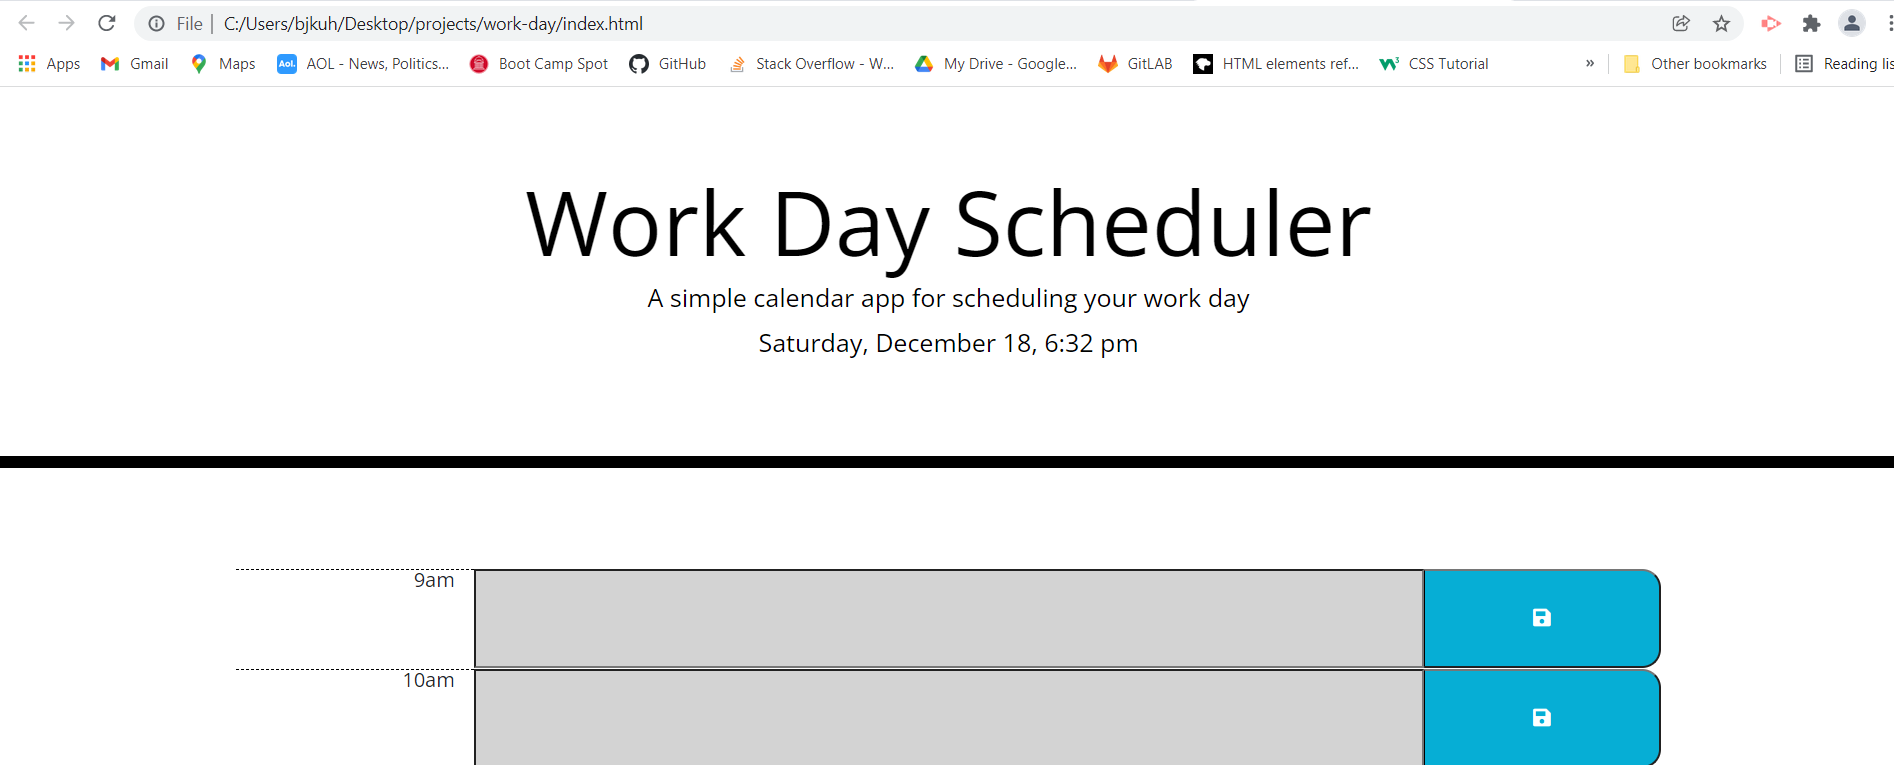 File | C:/Users/bjkuh/Desktop/projects/work-day/index.html
Apps Gmail Maps Aol. AOL - News, Politics... Boot Camp Spot GitHub Stack Overflow - W... My Drive - Google... GitLAB HTML elements ref... W3 CSS Tutorial » Other bookmarks Reading lis
Work Day Scheduler
A simple calendar app for scheduling your work day
Saturday, December 18, 6:32 pm
9am
10am